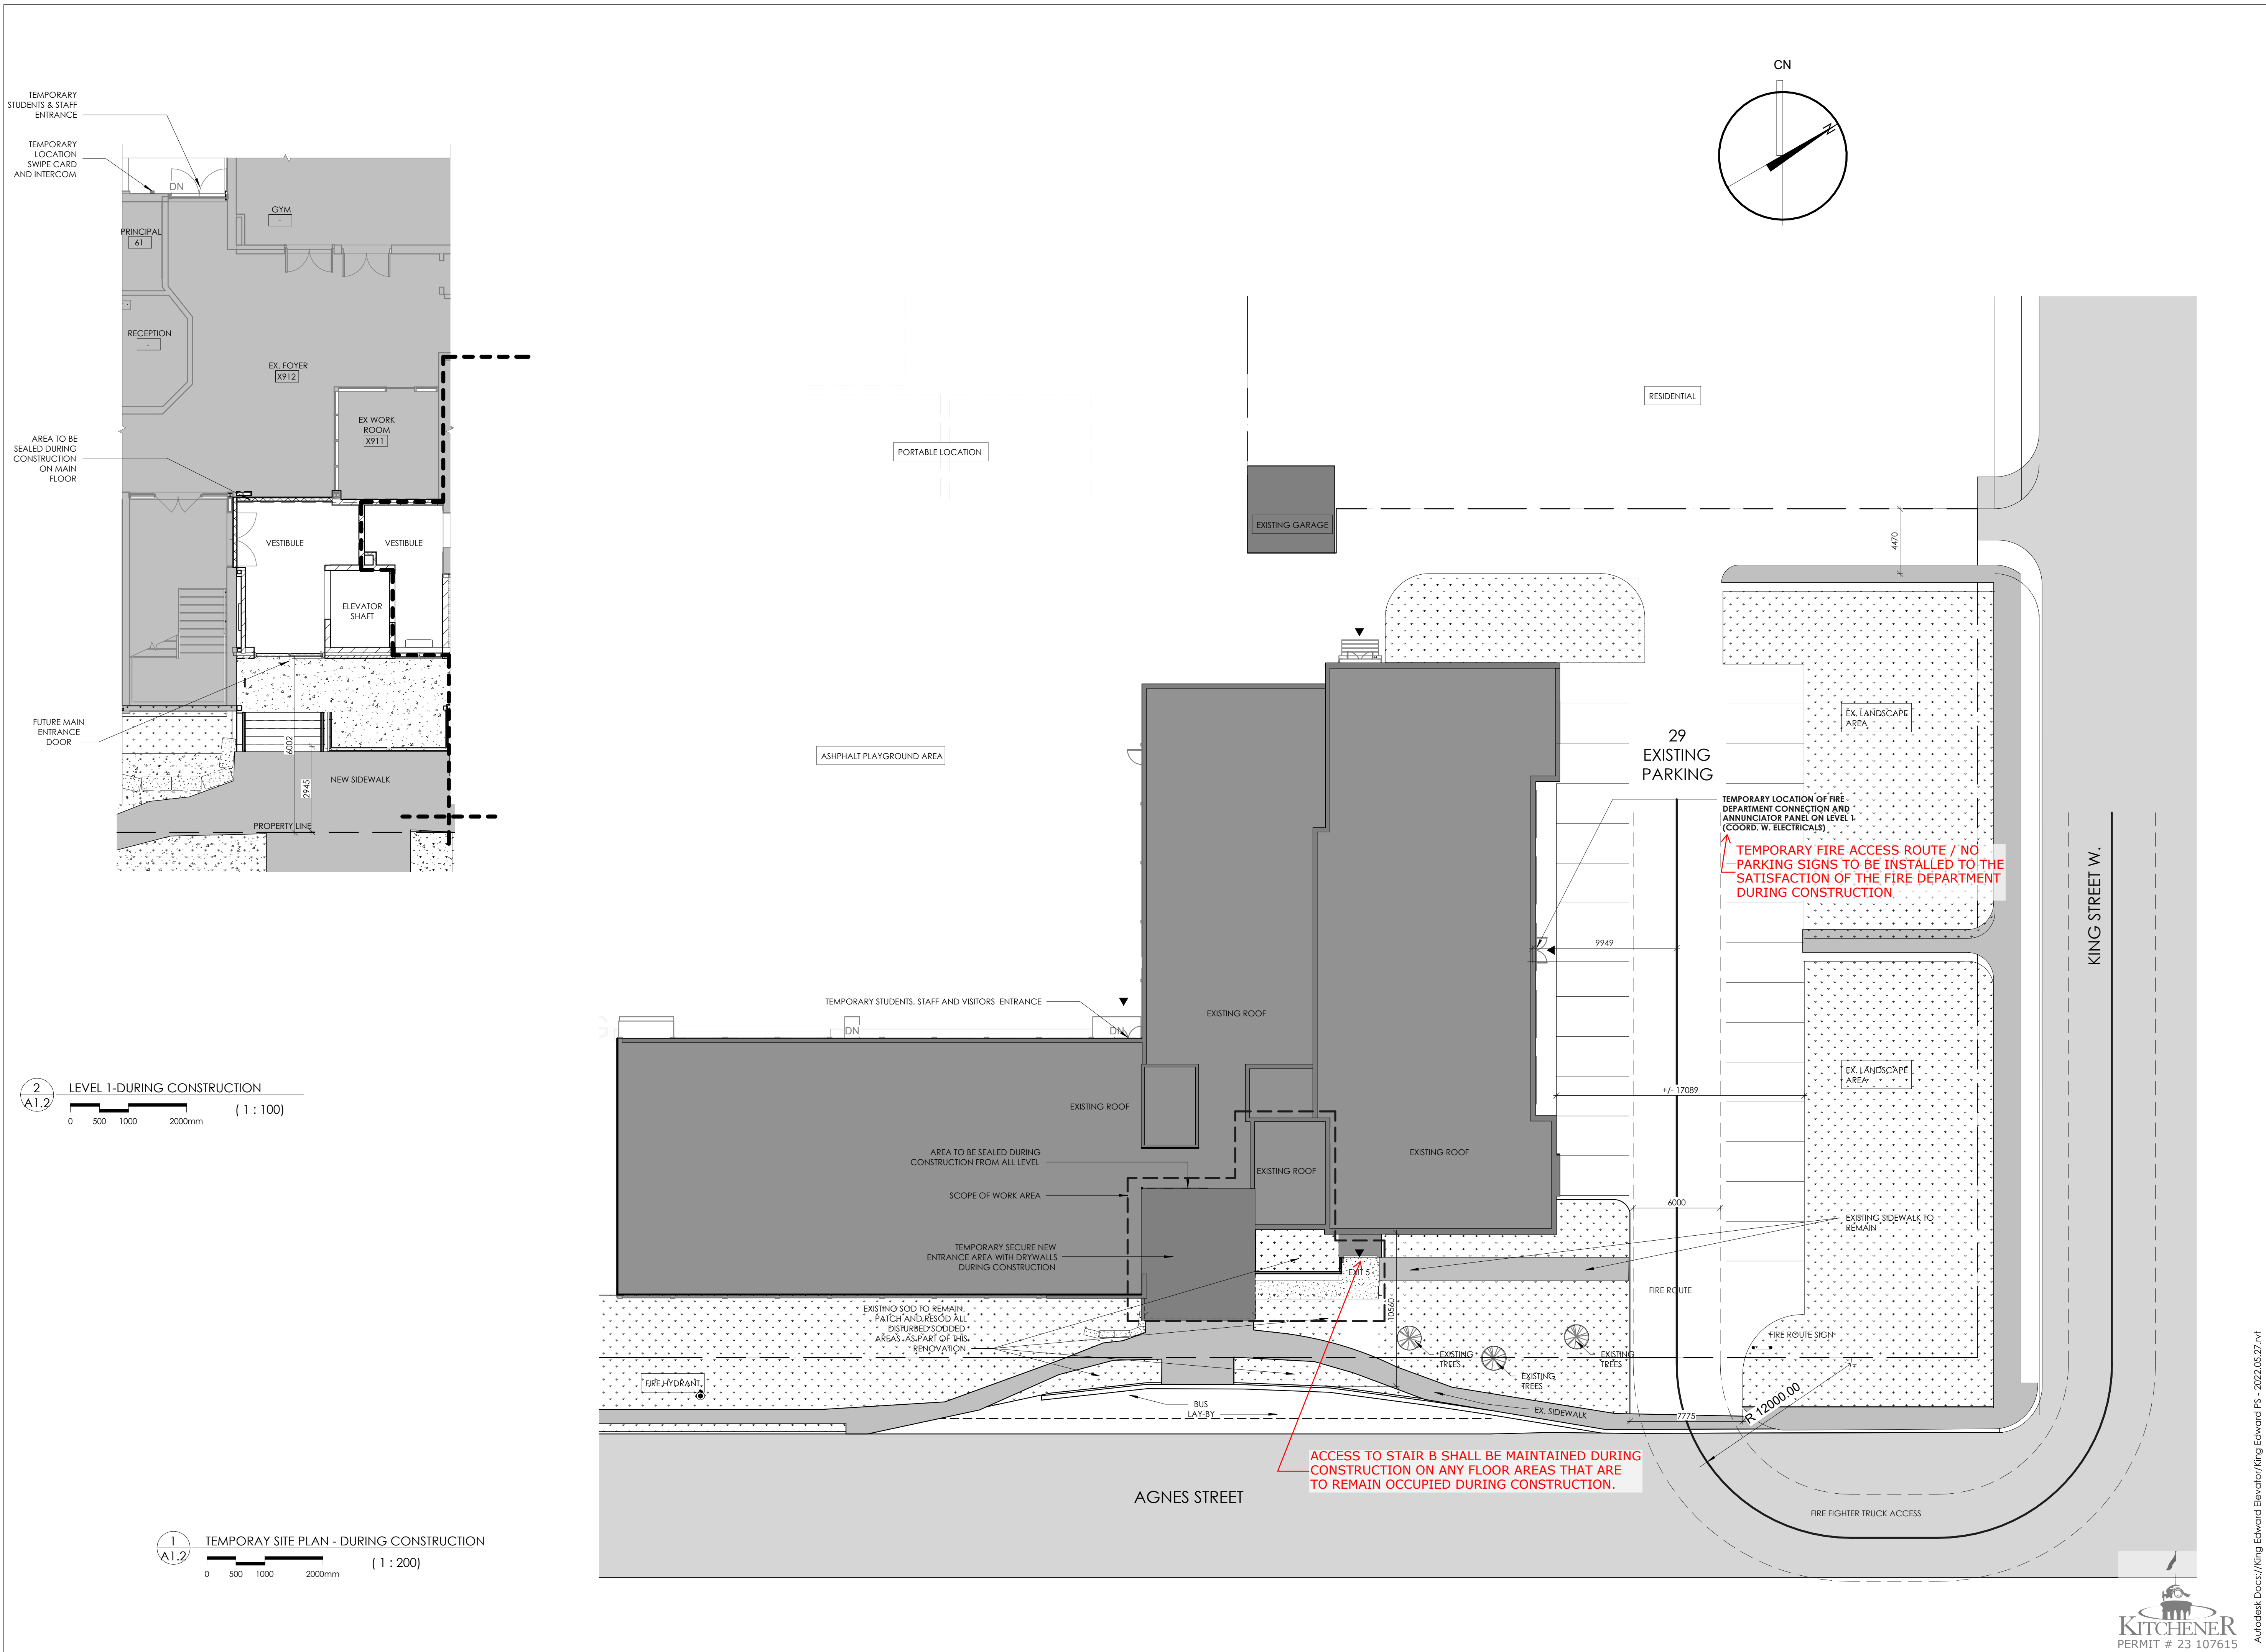 TEMPORARY
STUDENTS & STAFF
ENTRANCE
TEMPORARY
LOCATION
SWIPE CARD
AND INTERCOM
DN
GYM
-
PRINCIPAL
61
RECEPTION
-
EX. FOYER
X912
EX WORK
ROOM
X911
AREA TO BE
SEALED DURING
CONSTRUCTION
ON MAIN
FLOOR
VESTIBULE
VESTIBULE
ELEVATOR
SHAFT
FUTURE MAIN
ENTRANCE
DOOR
6002
2945
NEW SIDEWALK
PROPERTY LINE
2
A1.2
LEVEL 1-DURING CONSTRUCTION
( 1 : 100)
0 500 1000 2000mm
1
A1.2
TEMPORAY SITE PLAN - DURING CONSTRUCTION
( 1 : 200)
0 500 1000 2000mm
CN
N
RESIDENTIAL
PORTABLE LOCATION
EXISTING GARAGE
4470
ASHPHALT PLAYGROUND AREA
EX. LANDSCAPE
AREA
29
EXISTING
PARKING
TEMPORARY LOCATION OF FIRE
DEPARTMENT CONNECTION AND
ANNUNCIATOR PANEL ON LEVEL 1
(COORD. W. ELECTRICALS)
TEMPORARY FIRE ACCESS ROUTE / NO
PARKING SIGNS TO BE INSTALLED TO THE
SATISFACTION OF THE FIRE DEPARTMENT
DURING CONSTRUCTION
KING STREET W.
9949
TEMPORARY STUDENTS, STAFF AND VISITORS ENTRANCE
DN
DN
EXISTING ROOF
EXISTING ROOF
EXISTING ROOF
EXISTING ROOF
+/- 17089
EX. LANDSCAPE
AREA
AREA TO BE SEALED DURING
CONSTRUCTION FROM ALL LEVEL
SCOPE OF WORK AREA
TEMPORARY SECURE NEW
ENTRANCE AREA WITH DRYWALLS
DURING CONSTRUCTION
6000
EXISTING SIDEWALK TO
REMAIN
EXIT 5
FIRE ROUTE
10560
EXISTING SOD TO REMAIN.
PATCH AND RESOD ALL
DISTURBED SODDED
AREAS AS PART OF THIS
RENOVATION
FIRE ROUTE SIGN
EXISTING
TREES
EXISTING
TREES
EXISTING
TREES
FIRE HYDRANT
BUS
LAY-BY
EX. SIDEWALK
7775
R 12000.00
ACCESS TO STAIR B SHALL BE MAINTAINED DURING
CONSTRUCTION ON ANY FLOOR AREAS THAT ARE
TO REMAIN OCCUPIED DURING CONSTRUCTION.
AGNES STREET
FIRE FIGHTER TRUCK ACCESS
KITCHENER
PERMIT # 23 107615
Autodesk Docs://King Edward Elevator/King Edward PS - 2022.05.27.rvt